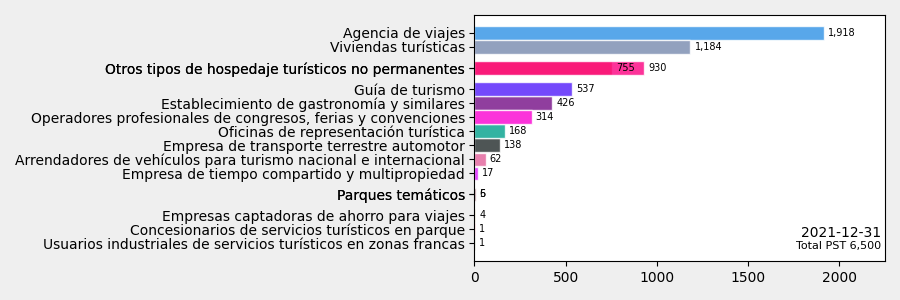 Agencia de viajes 1,918
Viviendas turísticas 1,184
Otros tipos de hospedaje turísticos no permanentes 755 930
Guía de turismo 537
Establecimiento de gastronomía y similares 426
Operadores profesionales de congresos, ferias y convenciones 314
Oficinas de representación turística 168
Empresa de transporte terrestre automotor 138
Arrendadores de vehículos para turismo nacional e internacional 62
Empresa de tiempo compartido y multipropiedad 17
Parques temáticos
Empresas captadoras de ahorro para viajes 4
Concesionarios de servicios turísticos en parque 1
Usuarios industriales de servicios turísticos en zonas francas 1
2021-12-31
Total PST 6,500
0 500 1000 1500 2000